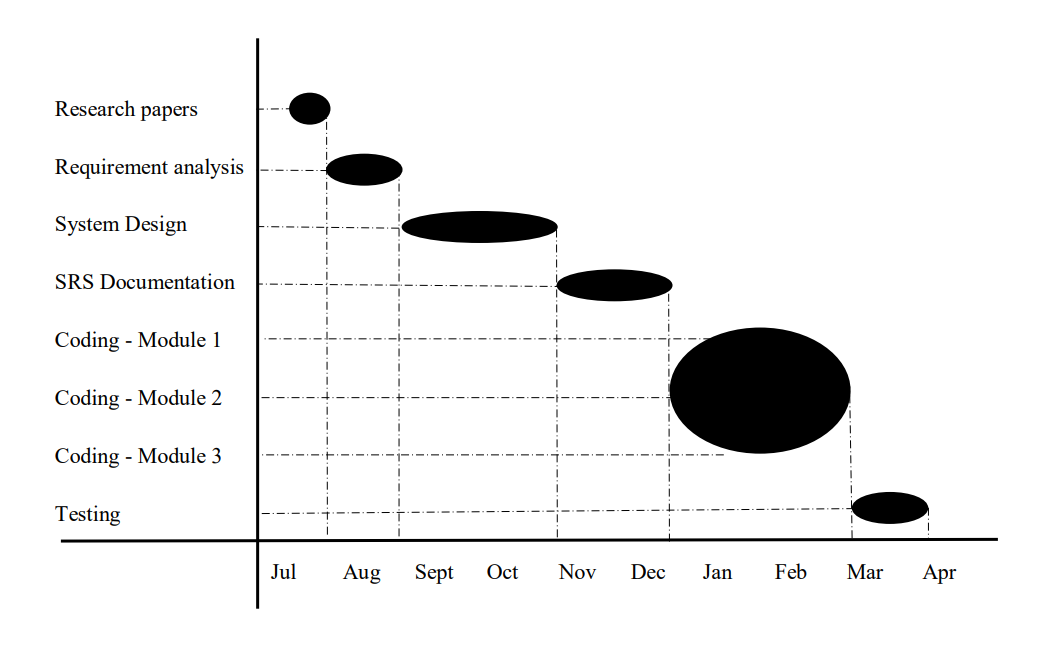 Research papers
Requirement analysis
System Design
SRS Documentation
Coding - Module 1
Coding - Module 2
Coding - Module 3
Testing
Jul Aug Sept Oct Nov Dec Jan Feb Mar Apr